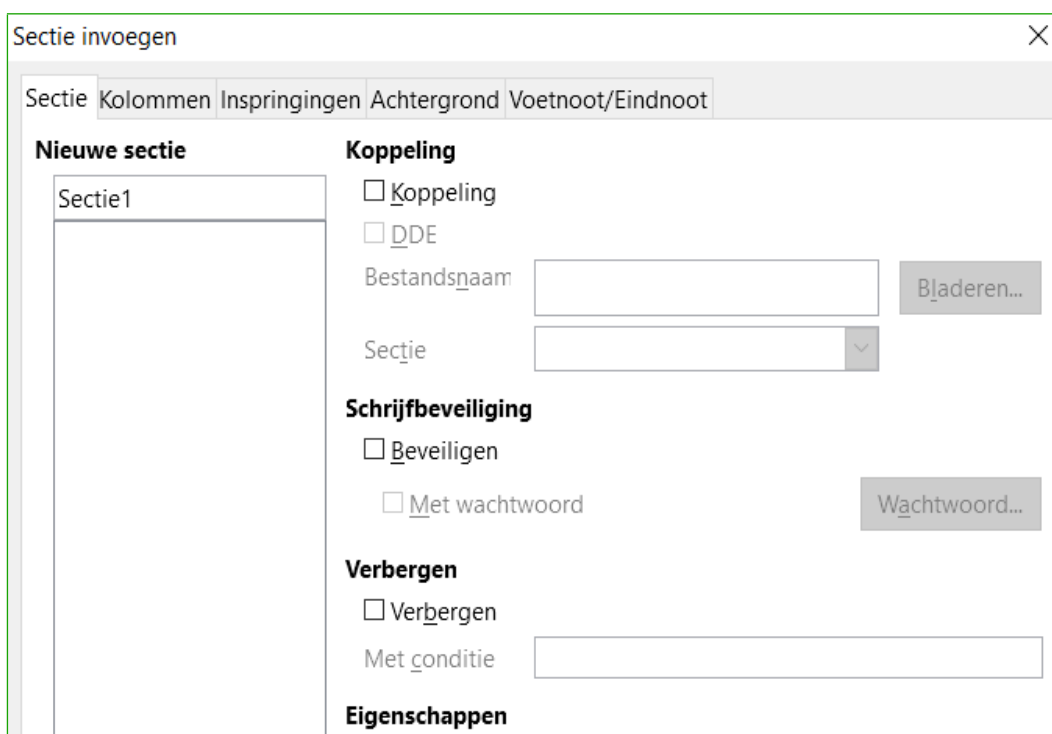 Sectie invoegen
Sectie Kolommen Inspringingen Achtergrond Voetnoot/Eindnoot
Nieuwe sectie
Sectie1
Koppeling
Koppeling
DDE
Bestandsnaam
Bladeren...
Sectie
Schrijfbeveiliging
Beveiligen
Met wachtwoord
Wachtwoord...
Verbergen
Verbergen
Met conditie
Eigenschappen